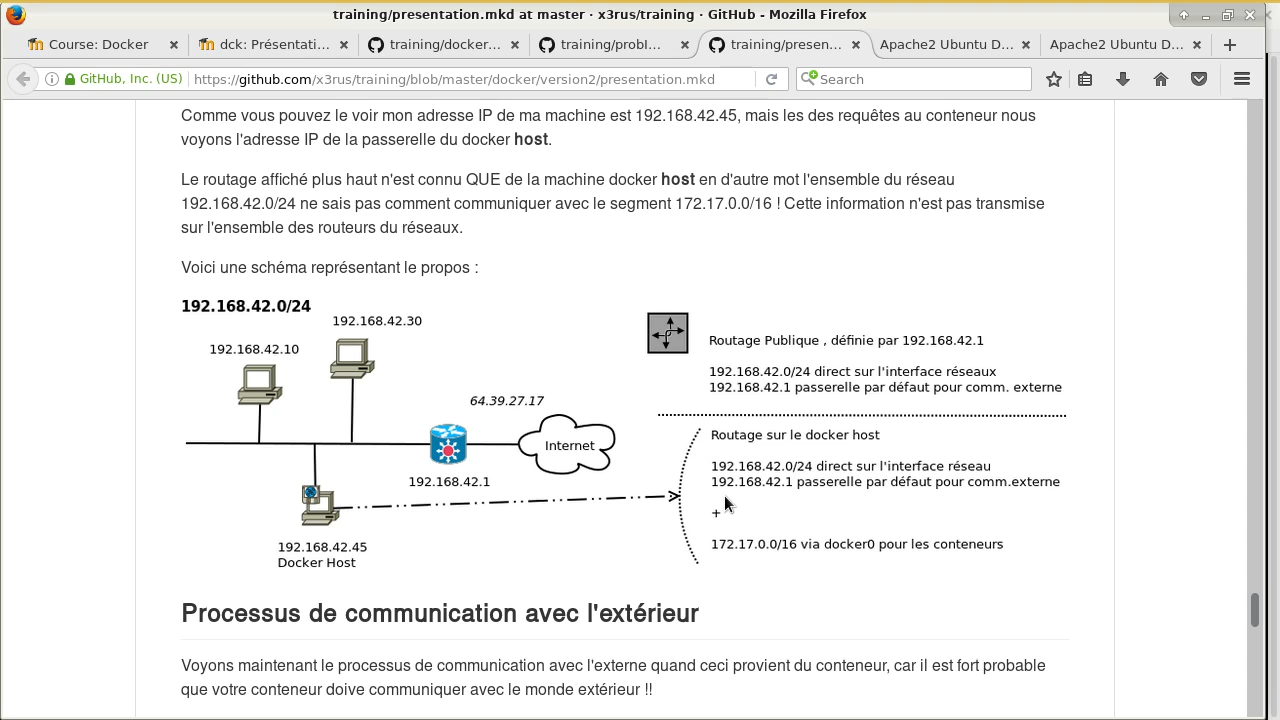 training/presentation.mkd at master · x3rus/training · GitHub - Mozilla Firefox
Course: Docker
dck: Présentati...
training/docker...
training/probl...
training/presen...
Apache2 Ubuntu D...
Apache2 Ubuntu D...
GitHub, Inc. (US)
https://github.com/x3rus/training/blob/master/docker/version2/presentation.mkd
Search
Comme vous pouvez le voir mon adresse IP de ma machine est 192.168.42.45, mais les des requêtes au conteneur nous
voyons l'adresse IP de la passerelle du docker host.
Le routage affiché plus haut n'est connu QUE de la machine docker host en d'autre mot l'ensemble du réseau
192.168.42.0/24 ne sais pas comment communiquer avec le segment 172.17.0.0/16 ! Cette information n'est pas transmise
sur l'ensemble des routeurs du réseaux.
Voici une schéma représentant le propos :
192.168.42.0/24
192.168.42.30
192.168.42.10
64.39.27.17
Internet
192.168.42.1
192.168.42.45
Docker Host
Routage Publique , définie par 192.168.42.1
192.168.42.0/24 direct sur l'interface réseaux
192.168.42.1 passerelle par défaut pour comm. externe
Routage sur le docker host
192.168.42.0/24 direct sur l'interface réseau
192.168.42.1 passerelle par défaut pour comm.externe
+
172.17.0.0/16 via docker0 pour les conteneurs
Processus de communication avec l'extérieur
Voyons maintenant le processus de communication avec l'externe quand ceci provient du conteneur, car il est fort probable
que votre conteneur doive communiquer avec le monde extérieur !!